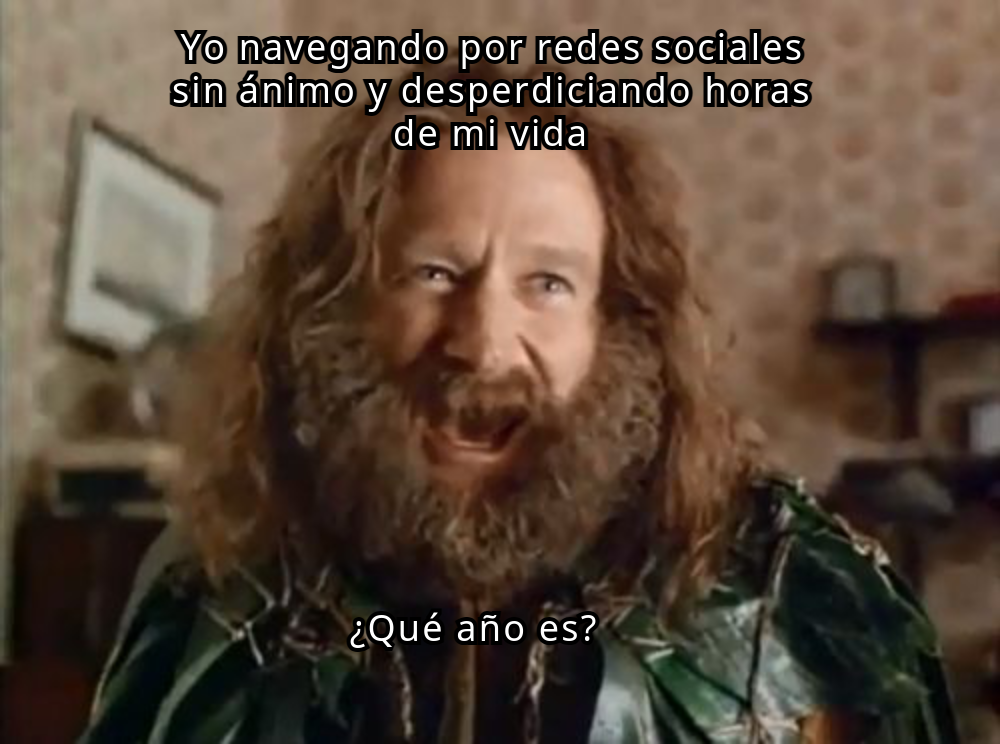 Yo navegando por redes sociales
sin ánimo y desperdiciando horas
de mi vida
¿Qué año es?